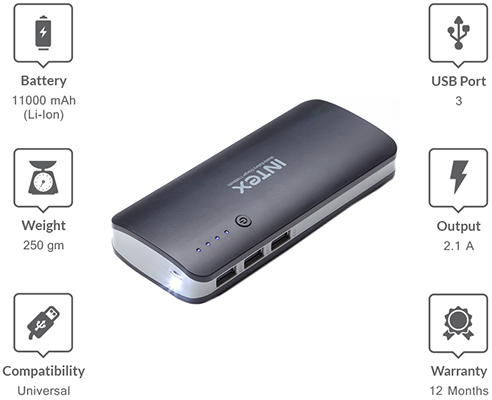 Battery
11000 mAh
(Li-Ion)
Weight
250 gm
Compatibility
Universal
INTEX
USB Port
3
Output
2.1 A
Warranty
12 Months